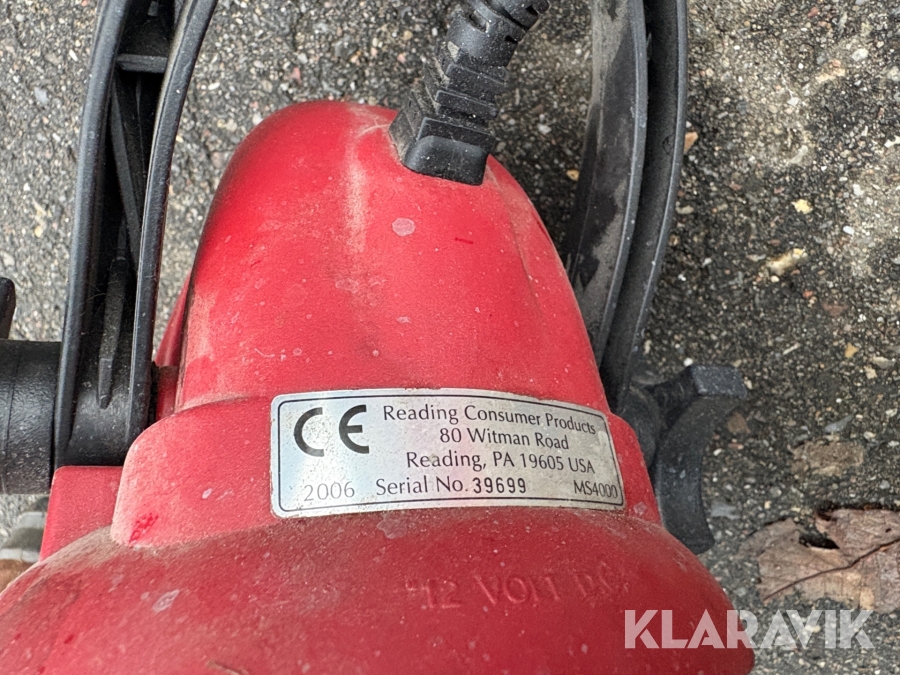 CE Reading Consumer Products
80 Witman Road
Reading, PA 19605 USA
2006 Serial No. 39699 MS4000
12 VOLT DC
KLARAVIK